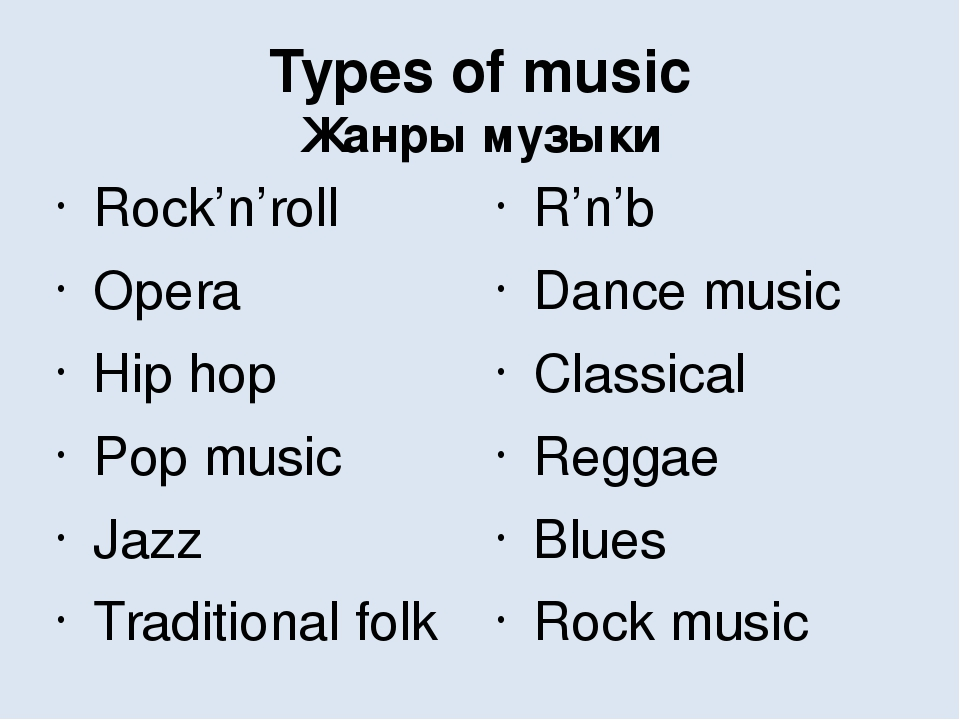 Types of music
Жанры музыки
· Rock’n’roll
· Opera
· Hip hop
· Pop music
· Jazz
· Traditional folk
· R’n’b
· Dance music
· Classical
· Reggae
· Blues
· Rock music